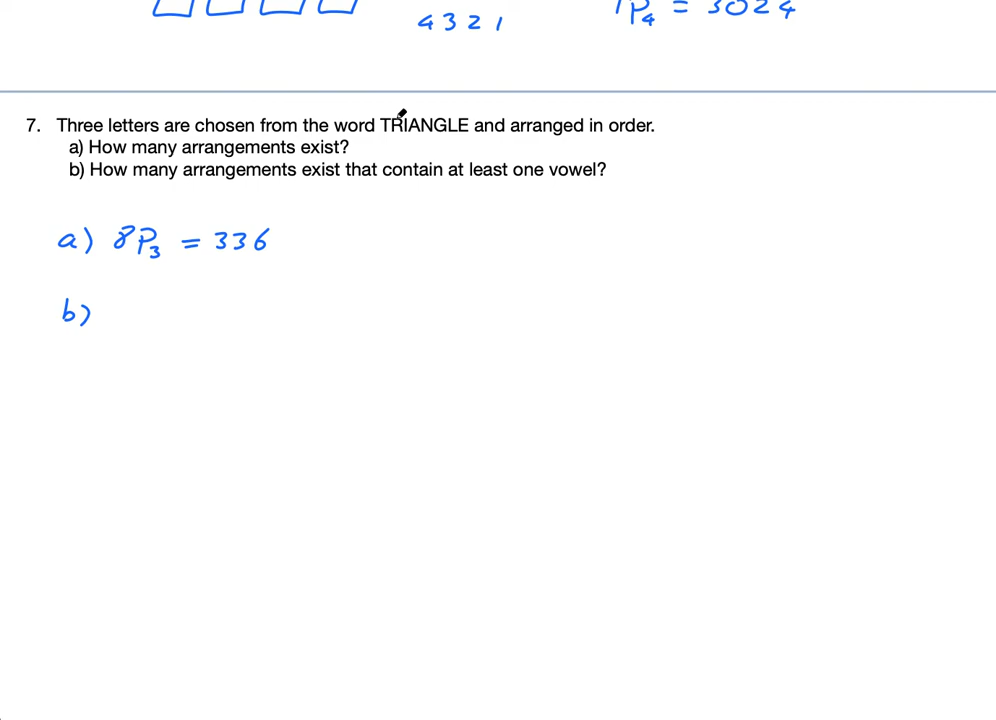 4 3 2 1
P4 = 3024
7. Three letters are chosen from the word TRIANGLE and arranged in order.
a) How many arrangements exist?
b) How many arrangements exist that contain at least one vowel?
a) 8P3 = 336
b)